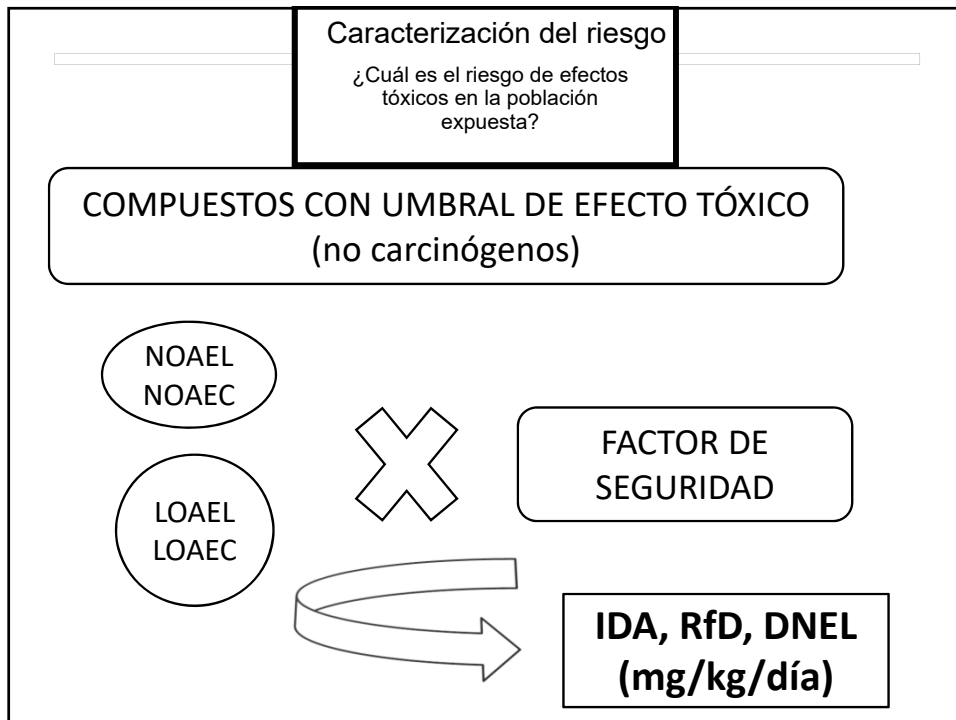 Caracterización del riesgo
¿Cuál es el riesgo de efectos
tóxicos en la población
expuesta?
COMPUESTOS CON UMBRAL DE EFECTO TÓXICO
(no carcinógenos)
NOAEL
NOAEC
FACTOR DE
SEGURIDAD
LOAEL
LOAEC
IDA, RfD, DNEL
(mg/kg/día)